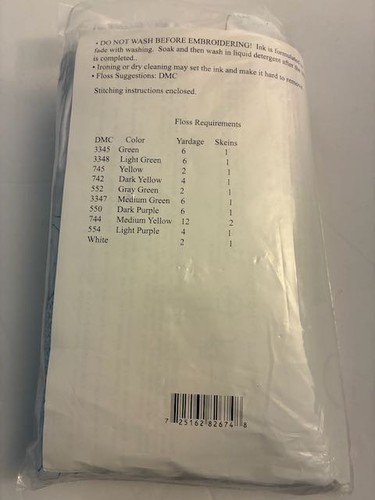 • DO NOT WASH BEFORE EMBROIDERING! Ink is formulated
fade with washing. Soak and then wash in liquid detergent after the
is completed..
• Ironing or dry cleaning may set the ink and make it hard to remove.
• Floss Suggestions: DMC
Stitching instructions enclosed.
Floss Requirements
DMC Color Yardage Skeins
3345 Green 6 1
3348 Light Green 6 1
745 Yellow 2 1
742 Dark Yellow 4 1
552 Gray Green 2 1
3347 Medium Green 6 1
550 Dark Purple 6 1
744 Medium Yellow 12 2
554 Light Purple 4 1
White 2 1
7 25162 82674 8